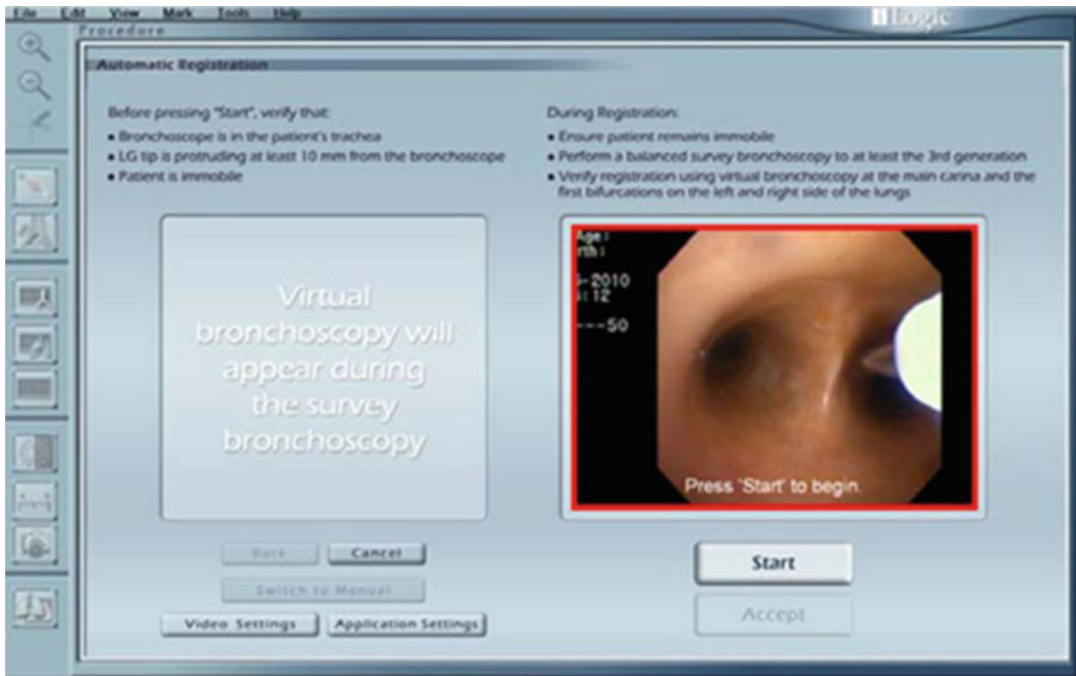 File Edit View Mark Tools Help
iLogic
Procedure
Automatic Registration
Before pressing "Start", verify that:
• Bronchoscope is in the patient's trachea
• LG tip is protruding at least 10 mm from the bronchoscope
• Patient is immobile
During Registration:
• Ensure patient remains immobile
• Perform a balanced survey bronchoscopy to at least the 3rd generation
• Verify registration using virtual bronchoscopy at the main carina and the
first bifurcations on the left and right side of the lungs
Virtual
bronchoscopy will
appear during
the survey
bronchoscopy
Age:
rth:
-2010
:12
---50
Press 'Start' to begin.
Back Cancel
Switch to Manual
Video Settings Application Settings
Start
Accept